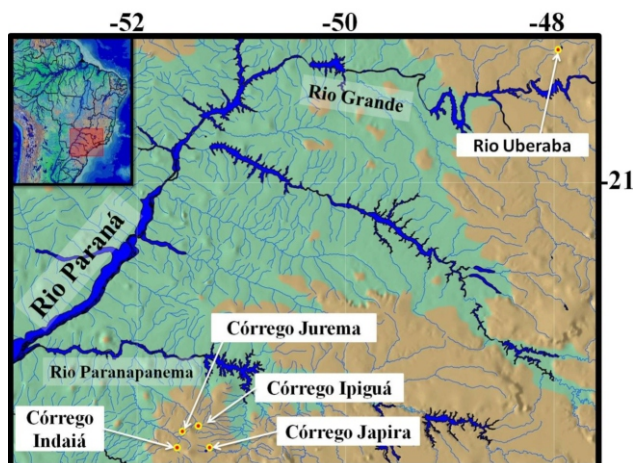 -52 -50 -48
Rio Grande
Rio Uberaba
-21
Rio Paraná
Córrego Jurema
Rio Paranapanema
Córrego Ipiguá
Córrego
Indaiá
Córrego Japira